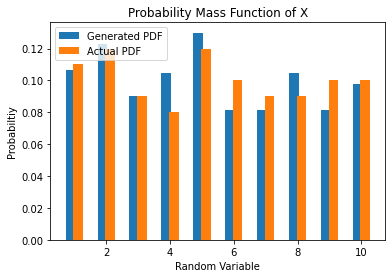 Probability Mass Function of X
Generated PDF
Actual PDF
0.12
0.10
0.08
0.06
0.04
0.02
0.00
Probabiltiy
2
4
6
8
10
Random Variable